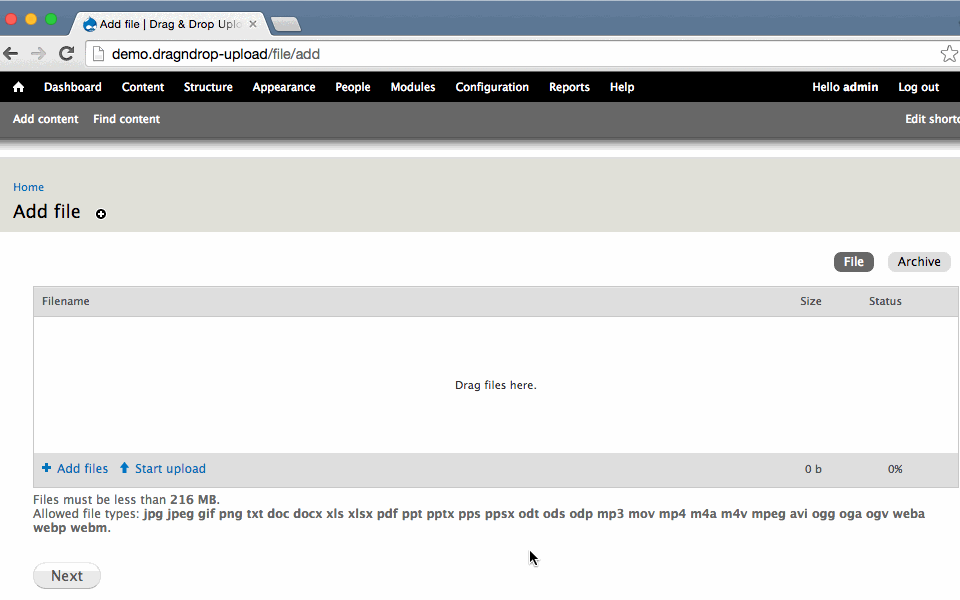 Add file | Drag & Drop Uplo
demo.dragndrop-upload/file/add
Dashboard Content Structure Appearance People Modules Configuration Reports Help Hello admin Log out
Add content Find content Edit shortc
Home
Add file
File Archive
Filename Size Status
Drag files here.
Add files Start upload 0 b 0%
Files must be less than 216 MB.
Allowed file types: jpg jpeg gif png txt doc docx xls xlsx pdf ppt pptx pps ppsx odt ods odp mp3 mov mp4 m4a m4v mpeg avi ogg oga ogv weba
webp webm.
Next